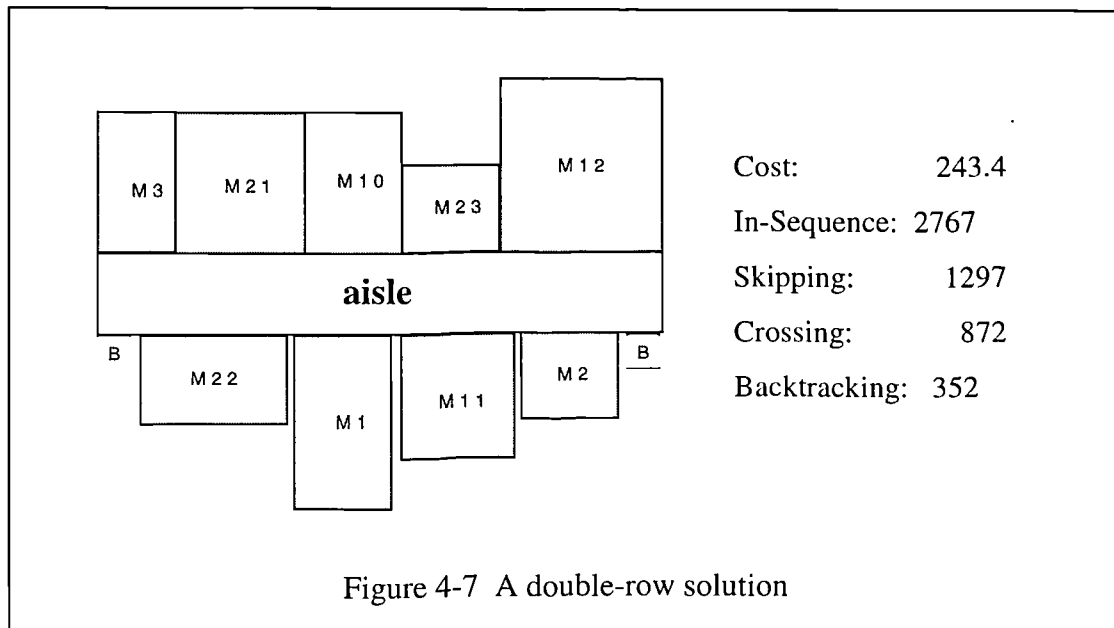 M12
M3 M21 M10 M23
aisle
B M22 M1 M11 M2 B
Cost: 243.4
In-Sequence: 2767
Skipping: 1297
Crossing: 872
Backtracking: 352
Figure 4-7 A double-row solution